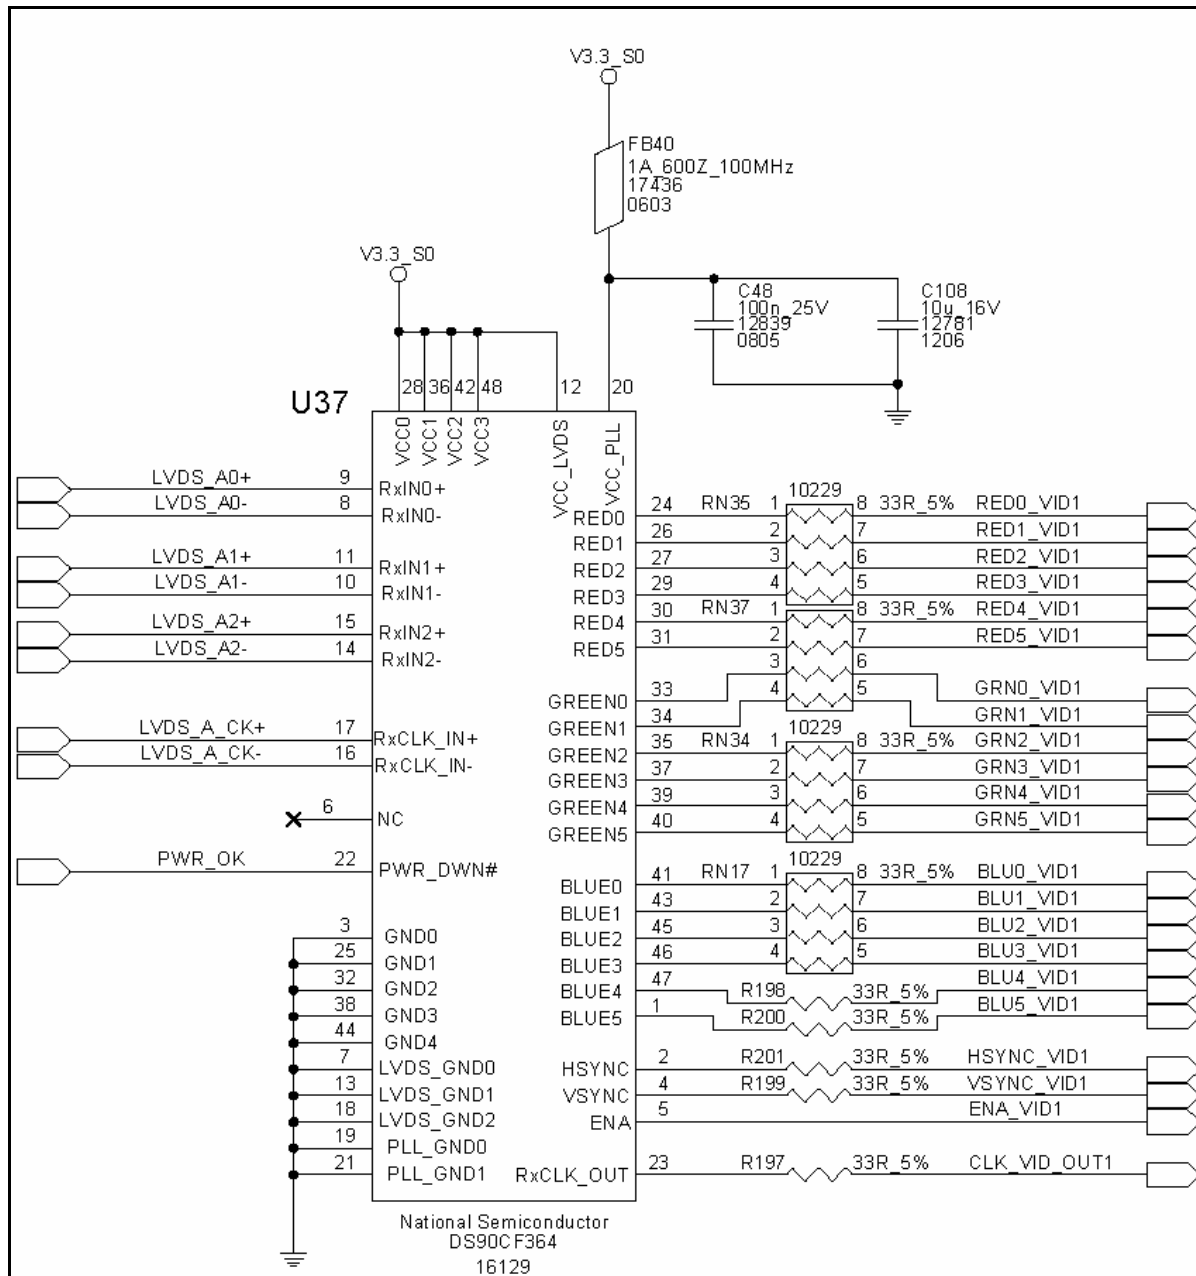 V3.3_S0
FB40
1A_600Z_100MHz
17436
0603
V3.3_S0
C48
100n_25V
12839
0805
C108
10u_16V
12781
1206
U37
28 36 42 48 12 20
VCC0 VCC1 VCC2 VCC3 VCC_LVDS VCC_PLL
LVDS_A0+ 9 RxIN0+
LVDS_A0- 8 RxIN0-
LVDS_A1+ 11 RxIN1+
LVDS_A1- 10 RxIN1-
LVDS_A2+ 15 RxIN2+
LVDS_A2- 14 RxIN2-
LVDS_A_CK+ 17 RxCLK_IN+
LVDS_A_CK- 16 RxCLK_IN-
6 NC
PWR_OK 22 PWR_DWN#
3 GND0
25 GND1
32 GND2
38 GND3
44 GND4
7 LVDS_GND0
13 LVDS_GND1
18 LVDS_GND2
19 PLL_GND0
21 PLL_GND1
10229
RED0 24 RN35 1 8 33R_5% RED0_VID1
RED1 26 2 7 RED1_VID1
RED2 27 3 6 RED2_VID1
RED3 29 4 5 RED3_VID1
RED4 30 RN37 1 8 33R_5% RED4_VID1
RED5 31 2 7 RED5_VID1
GREEN0 33 3 6 GRN0_VID1
GREEN1 34 4 5 GRN1_VID1
10229
GREEN2 35 RN34 1 8 33R_5% GRN2_VID1
GREEN3 37 2 7 GRN3_VID1
GREEN4 39 3 6 GRN4_VID1
GREEN5 40 4 5 GRN5_VID1
10229
BLUE0 41 RN17 1 8 33R_5% BLU0_VID1
BLUE1 43 2 7 BLU1_VID1
BLUE2 45 3 6 BLU2_VID1
BLUE3 46 4 5 BLU3_VID1
BLUE4 47 R198 33R_5% BLU4_VID1
BLUE5 1 R200 33R_5% BLU5_VID1
HSYNC 2 R201 33R_5% HSYNC_VID1
VSYNC 4 R199 33R_5% VSYNC_VID1
ENA 5 ENA_VID1
RxCLK_OUT 23 R197 33R_5% CLK_VID_OUT1
National Semiconductor
DS90CF364
16129